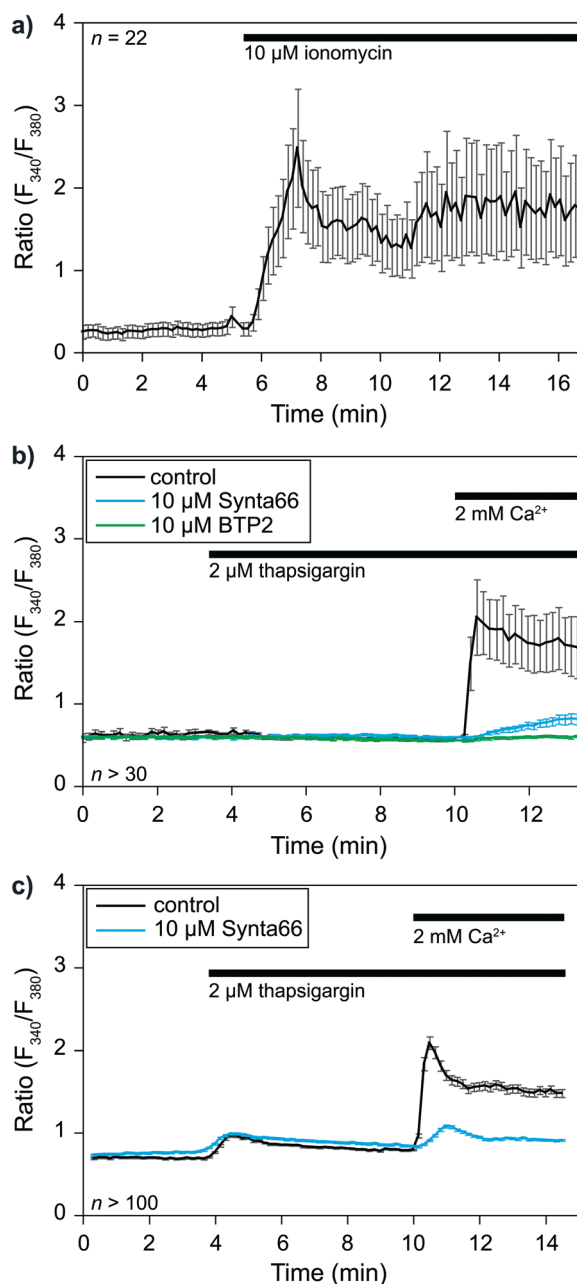 a)
n = 22
10 µM ionomycin
Ratio (F340/F380)
4
3
2
1
0
0 2 4 6 8 10 12 14 16
Time (min)
b)
control
10 µM Synta66
10 µM BTP2
2 mM Ca²⁺
2 µM thapsigargin
Ratio (F340/F380)
4
3
2
1
0
n > 30
0 2 4 6 8 10 12
Time (min)
c)
control
10 µM Synta66
2 mM Ca²⁺
2 µM thapsigargin
Ratio (F340/F380)
4
3
2
1
0
n > 100
0 2 4 6 8 10 12 14
Time (min)